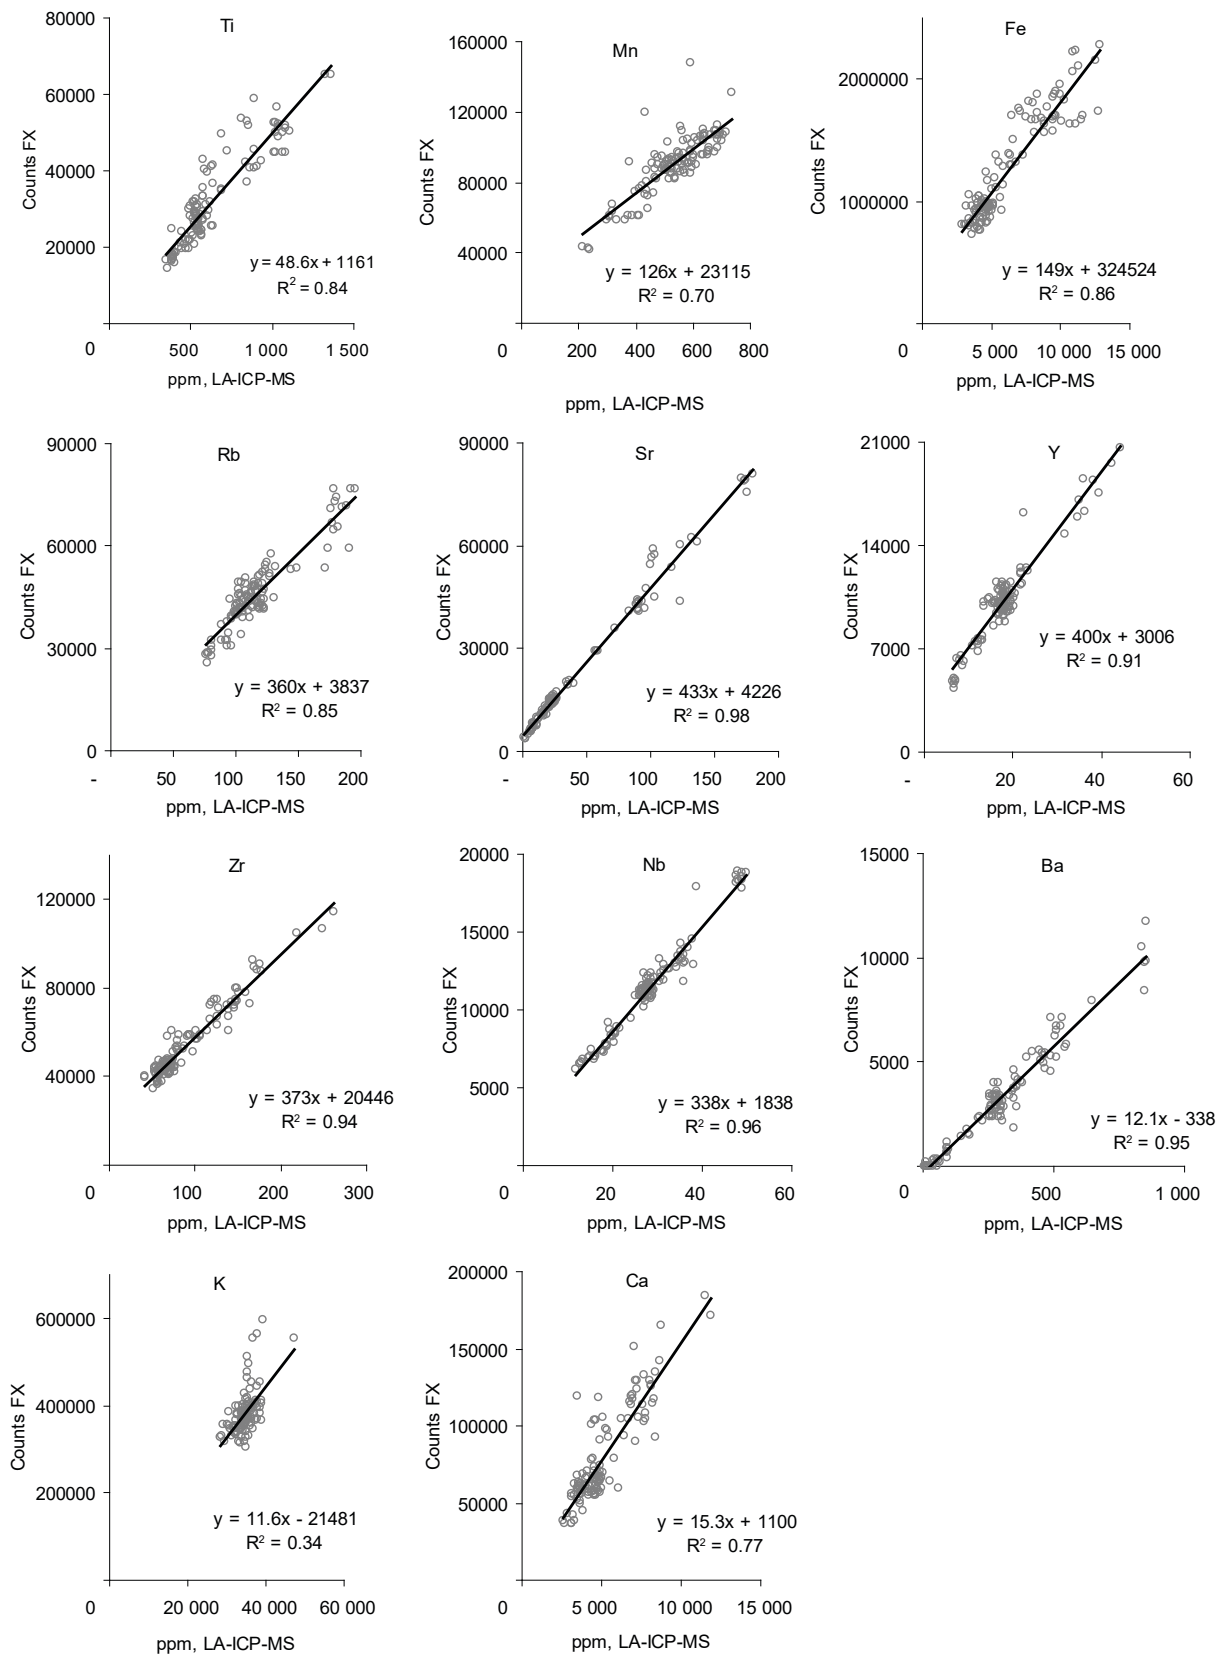 Ti
80000
60000
40000
20000
0
500
1 000
1 500
Counts FX
y = 48.6x + 1161
R² = 0.84
ppm, LA-ICP-MS
Mn
160000
120000
80000
40000
0
200
400
600
800
Counts FX
y = 126x + 23115
R² = 0.70
ppm, LA-ICP-MS
Fe
2000000
1000000
0
5 000
10 000
15 000
Counts FX
y = 149x + 324524
R² = 0.86
ppm, LA-ICP-MS
Rb
90000
60000
30000
0
-
50
100
150
200
Counts FX
y = 360x + 3837
R² = 0.85
ppm, LA-ICP-MS
Sr
90000
60000
30000
0
-
50
100
150
200
Counts FX
y = 433x + 4226
R² = 0.98
ppm, LA-ICP-MS
Y
21000
14000
7000
0
-
20
40
60
Counts FX
y = 400x + 3006
R² = 0.91
ppm, LA-ICP-MS
Zr
120000
80000
40000
0
100
200
300
Counts FX
y = 373x + 20446
R² = 0.94
ppm, LA-ICP-MS
Nb
20000
15000
10000
5000
0
20
40
60
Counts FX
y = 338x + 1838
R² = 0.96
ppm, LA-ICP-MS
Ba
15000
10000
5000
0
500
1 000
Counts FX
y = 12.1x - 338
R² = 0.95
ppm, LA-ICP-MS
K
600000
400000
200000
0
20 000
40 000
60 000
Counts FX
y = 11.6x - 21481
R² = 0.34
ppm, LA-ICP-MS
Ca
200000
150000
100000
50000
0
5 000
10 000
15 000
Counts FX
y = 15.3x + 1100
R² = 0.77
ppm, LA-ICP-MS